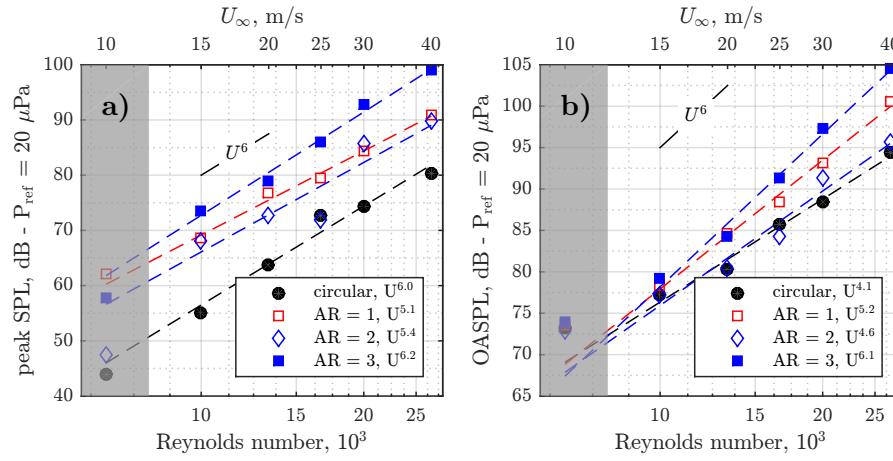 U∞, m/s
10 15 20 25 30 40
100
90
80
70
60
50
40
peak SPL, dB - Pref = 20 μPa
a)
U⁶
circular, U⁶·⁰
AR = 1, U⁵·¹
AR = 2, U⁵·⁴
AR = 3, U⁶·²
10 15 20 25
Reynolds number, 10³
U∞, m/s
10 15 20 25 30 40
105
100
95
90
85
80
75
70
65
OASPL, dB - Pref = 20 μPa
b)
U⁶
circular, U⁴·¹
AR = 1, U⁵·²
AR = 2, U⁴·⁶
AR = 3, U⁶·¹
10 15 20 25
Reynolds number, 10³